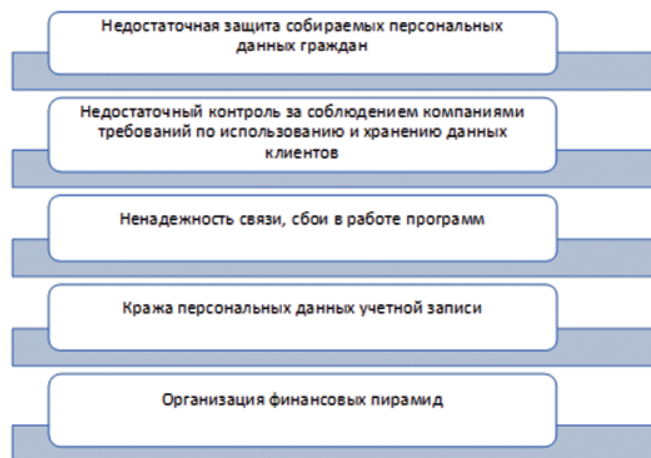 Недостаточная защита собираемых персональных
данных граждан
Недостаточный контроль за соблюдением компаниями
требований по использованию и хранению данных
клиентов
Ненадежность связи, сбои в работе программ
Кража персональных данных учетной записи
Организация финансовых пирамид